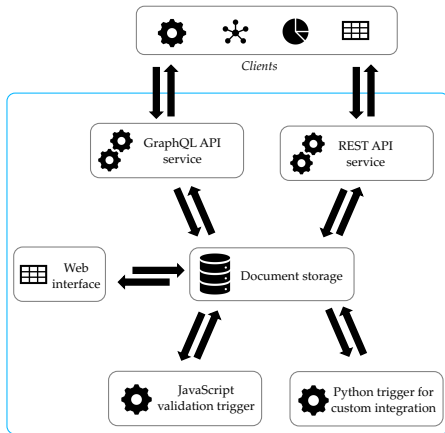 Clients
GraphQL API
service
REST API
service
Web
interface
Document storage
JavaScript
validation trigger
Python trigger for
custom integration